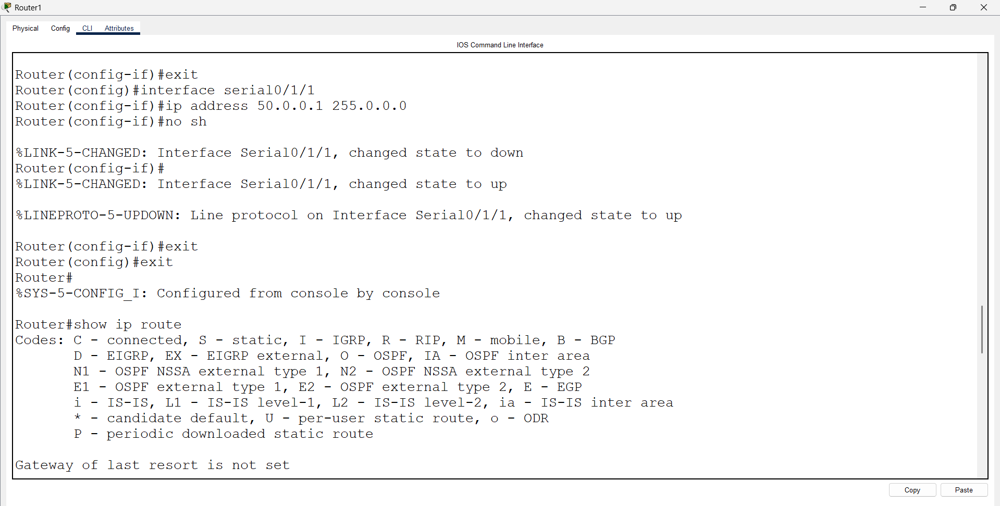 Router1
Physical Config CLI Attributes
IOS Command Line Interface
Router(config-if)#exit
Router(config)#interface serial0/1/1
Router(config-if)#ip address 50.0.0.1 255.0.0.0
Router(config-if)#no sh
%LINK-5-CHANGED: Interface Serial0/1/1, changed state to down
Router(config-if)#
%LINK-5-CHANGED: Interface Serial0/1/1, changed state to up
%LINEPROTO-5-UPDOWN: Line protocol on Interface Serial0/1/1, changed state to up
Router(config-if)#exit
Router(config)#exit
Router#
%SYS-5-CONFIG_I: Configured from console by console
Router#show ip route
Codes: C - connected, S - static, I - IGRP, R - RIP, M - mobile, B - BGP
D - EIGRP, EX - EIGRP external, O - OSPF, IA - OSPF inter area
N1 - OSPF NSSA external type 1, N2 - OSPF NSSA external type 2
E1 - OSPF external type 1, E2 - OSPF external type 2, E - EGP
i - IS-IS, L1 - IS-IS level-1, L2 - IS-IS level-2, ia - IS-IS inter area
* - candidate default, U - per-user static route, o - ODR
P - periodic downloaded static route
Gateway of last resort is not set
Copy Paste